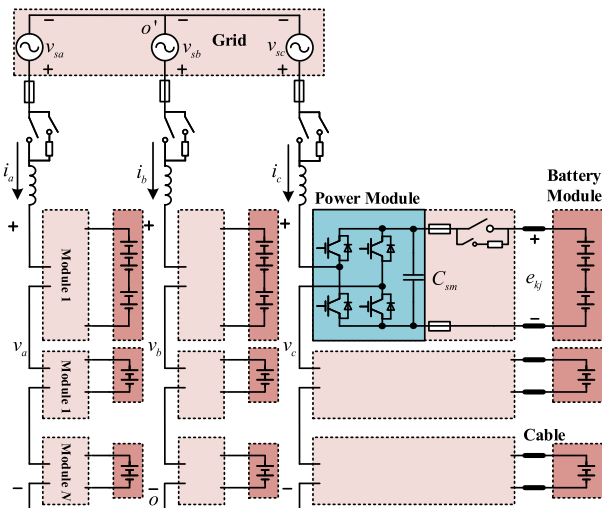 − − −
o'
v_sa v_sb v_sc
Grid
+ + +
i_a i_b i_c
Power Module
Battery Module
+ + +
Module 1
C_sm
+
e_kj
−
v_a v_b v_c
Module 1
Cable
Module N
− − −
o